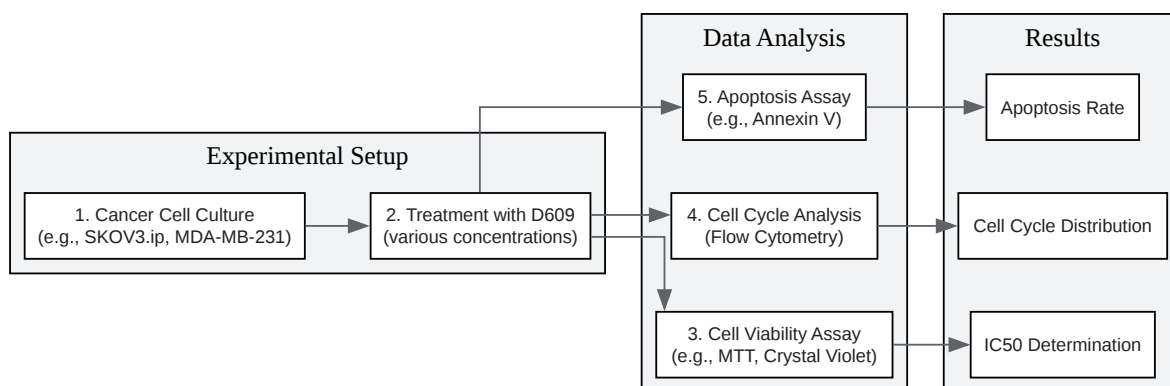 Experimental Setup
1. Cancer Cell Culture
(e.g., SKOV3.ip, MDA-MB-231)
2. Treatment with D609
(various concentrations)
Data Analysis
5. Apoptosis Assay
(e.g., Annexin V)
4. Cell Cycle Analysis
(Flow Cytometry)
3. Cell Viability Assay
(e.g., MTT, Crystal Violet)
Results
Apoptosis Rate
Cell Cycle Distribution
IC50 Determination